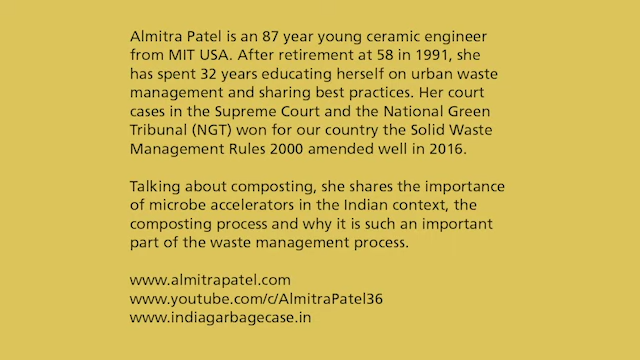 Almitra Patel is an 87 year young ceramic engineer
from MIT USA. After retirement at 58 in 1991, she
has spent 32 years educating herself on urban waste
management and sharing best practices. Her court
cases in the Supreme Court and the National Green
Tribunal (NGT) won for our country the Solid Waste
Management Rules 2000 amended well in 2016.
Talking about composting, she shares the importance
of microbe accelerators in the Indian context, the
composting process and why it is such an important
part of the waste management process.
www.almitrapatel.com
www.youtube.com/c/AlmitraPatel36
www.indiagarbagecase.in